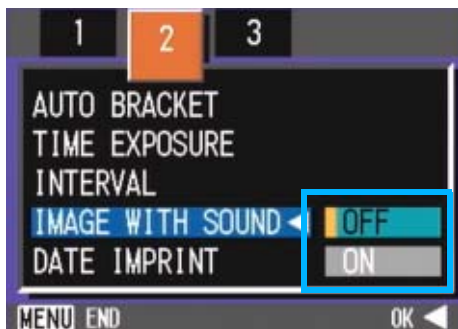 1 2 3
AUTO BRACKET
TIME EXPOSURE
INTERVAL
IMAGE WITH SOUND OFF
DATE IMPRINT ON
MENU END OK